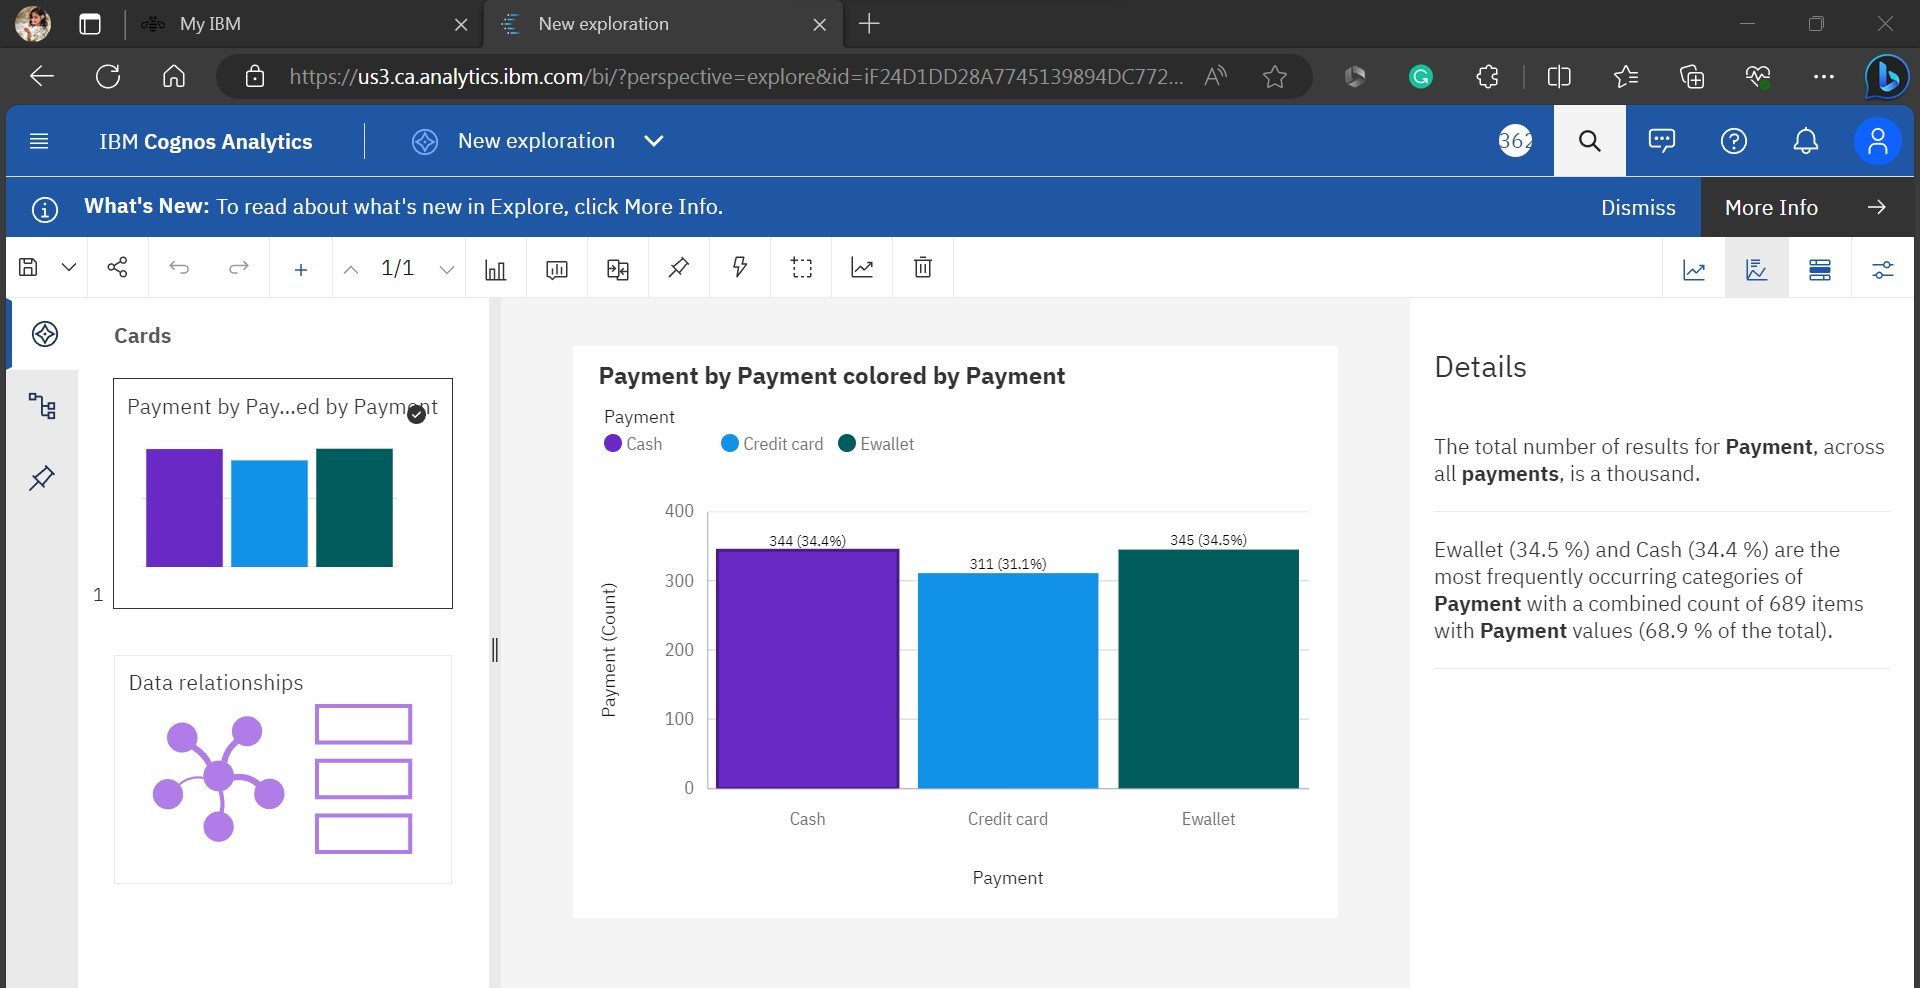 My IBM
New exploration
https://us3.ca.analytics.ibm.com/bi/?perspective=explore&id=iF24D1DD28A7745139894DC772...
IBM Cognos Analytics
New exploration
362
What's New: To read about what's new in Explore, click More Info.
Dismiss
More Info
1/1
Cards
Payment by Pay...ed by Payment
1
Data relationships
Payment by Payment colored by Payment
Payment
Cash
Credit card
Ewallet
400
300
200
100
0
Payment (Count)
344 (34.4%)
311 (31.1%)
345 (34.5%)
Cash
Credit card
Ewallet
Payment
Details
The total number of results for Payment, across
all payments, is a thousand.
Ewallet (34.5 %) and Cash (34.4 %) are the
most frequently occurring categories of
Payment with a combined count of 689 items
with Payment values (68.9 % of the total).